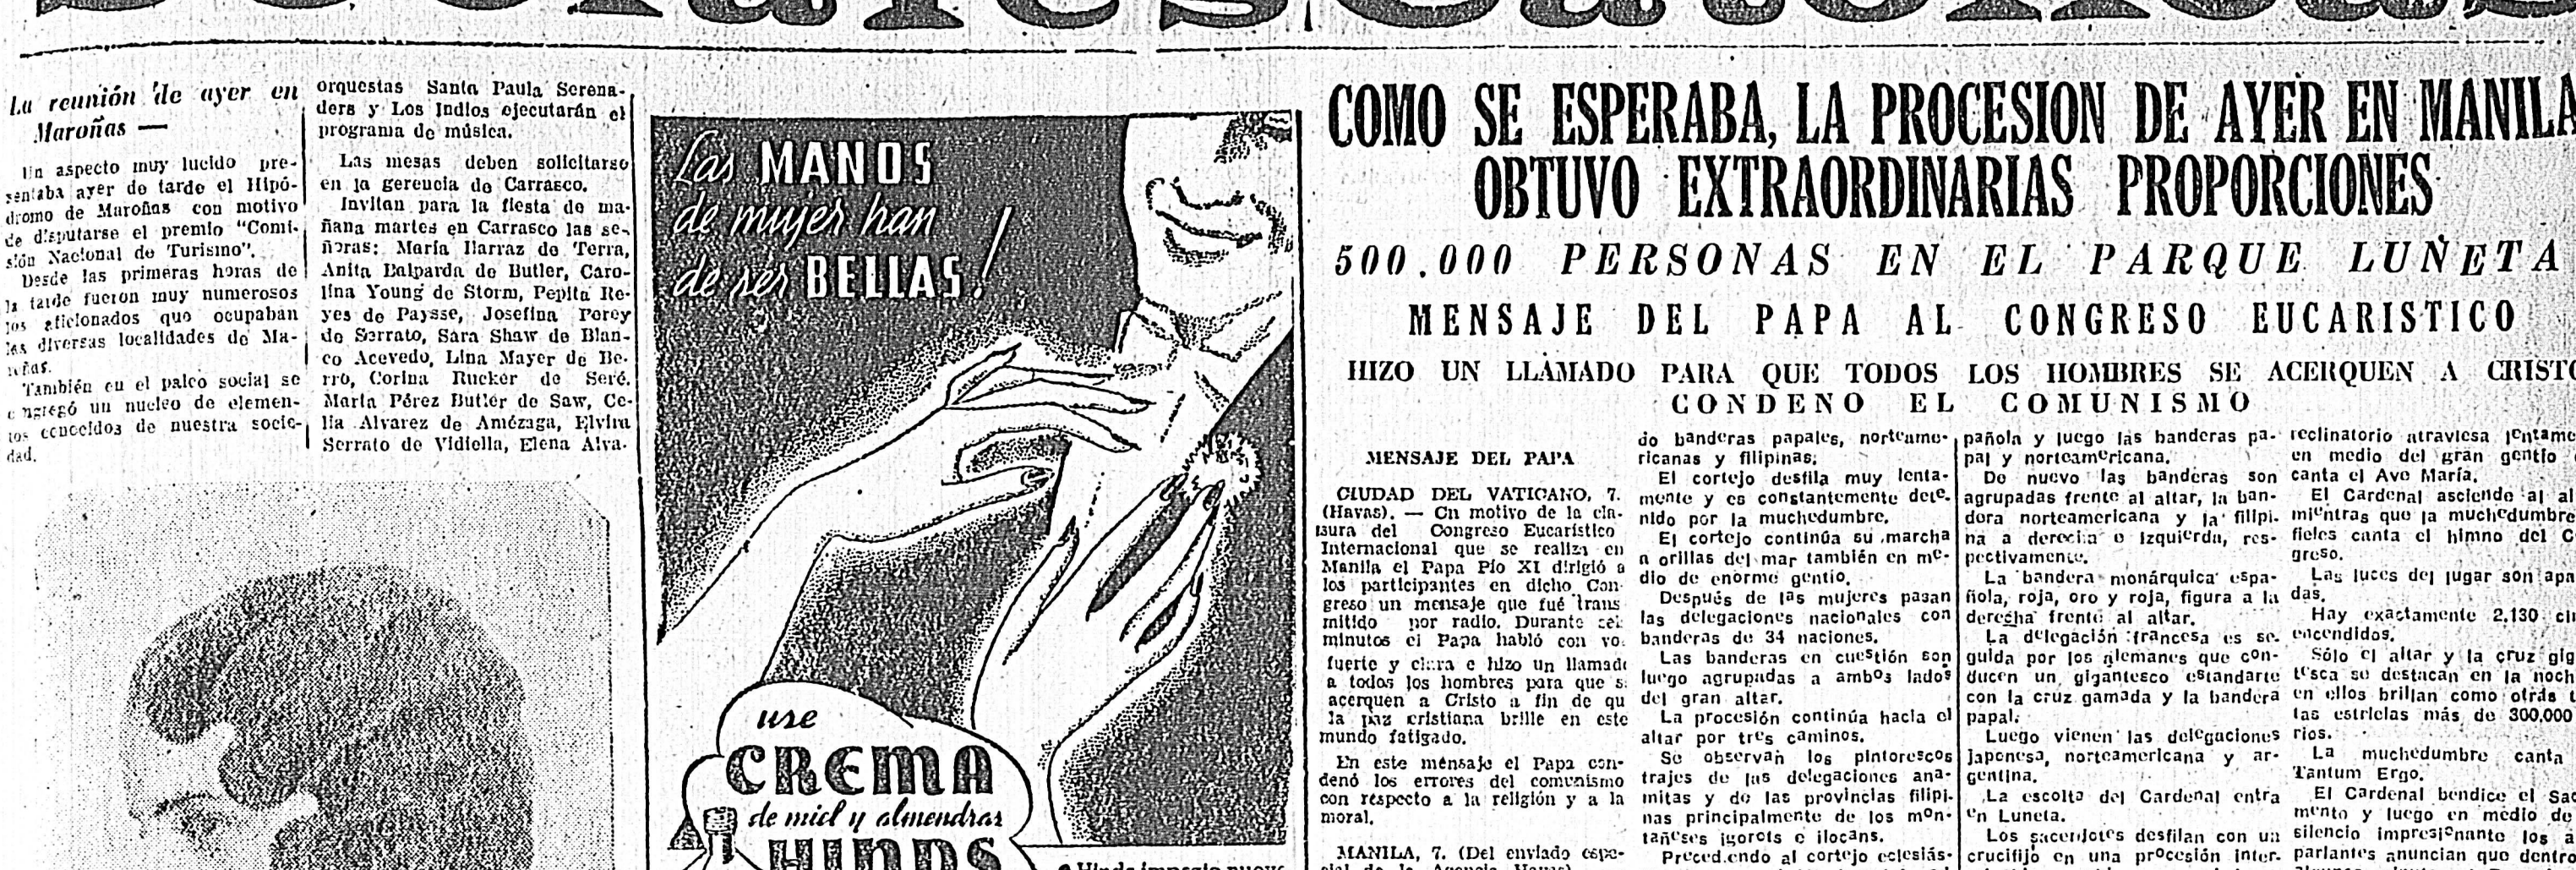 La reunión de ayer en
Maroñas —
Un aspecto muy lucido pre-
sentaba ayer de tarde el Hipó-
dromo de Maroñas con motivo
de disputarse el premio "Comi-
sión Nacional de Turismo".
Desde las primeras horas de
la tarde fueron muy numerosos
los aficionados que ocupaban
las diversas localidades de Ma-
roñas.
También en el palco social se
congregó un nucleo de elemen-
tos conocidos de nuestra socie-
dad.
orquestas Santa Paula Serena-
ders y Los Indios ejecutarán el
programa de música.
Las mesas deben solicitarse
en la gerencia de Carrasco.
Invitan para la fiesta de ma-
ñana martes en Carrasco las se-
ñoras: María Ilarraz de Terra,
Anita Balparda de Butler, Caro-
lina Young de Storm, Pepita Re-
yes de Paysse, Josefina Perey
de Serrato, Sara Shaw de Blan-
co Acevedo, Lina Mayer de Be-
rro, Corina Rucker de Seré.
María Pérez Butler de Saw, Ce-
lia Alvarez de Amézaga, Elvira
Serrato de Vidiella, Elena Alva-
Las MANOS
de mujer han
de ser BELLAS!
use
CREMA
de miel y almendras
HINDS
COMO SE ESPERABA, LA PROCESION DE AYER EN MANILA
OBTUVO EXTRAORDINARIAS PROPORCIONES
500.000 PERSONAS EN EL PARQUE LUÑETA
MENSAJE DEL PAPA AL CONGRESO EUCARISTICO
HIZO UN LLAMADO PARA QUE TODOS LOS HOMBRES SE ACERQUEN A CRISTO
CONDENO EL COMUNISMO
MENSAJE DEL PAPA
CIUDAD DEL VATICANO, 7.
(Havas). — Cn motivo de la cla-
usura del Congreso Eucarístico
Internacional que se realiza en
Manila el Papa Pío XI dirigió a
los participantes en dicho Con-
greso un mensaje que fué trans
mitido por radio. Durante
minutos el Papa habló con
fuerte y clara e hizo un llamado
a todos los hombres para que
acerquen a Cristo a fin de qu
la paz cristiana brille en este
mundo fatigado.
En este mensaje el Papa con-
denó los errores del comunismo
con respecto a la religión y a la
moral.
MANILA, 7. (Del enviado espe-
cial de la Agencia Havas)
do banderas papales, norteame-
ricanas y filipinas;
El cortejo desfila muy lenta-
mente y es constantemente dete-
nido por la muchedumbre.
El cortejo continúa su marcha
a orillas del mar también en me-
dio de enorme gentío.
Después de las mujeres pasan
las delegaciones nacionales con
banderas de 34 naciones.
Las banderas en cuestión son
luego agrupadas a ambos lados
del gran altar.
La procesión continúa hacia el
altar por tres caminos.
Se observan los pintorescos
trajes de las delegaciones ana-
mitas y de las provincias filipi-
nas principalmente de los mon-
tañeses igorots e ilocans.
Precediendo al cortejo eclesiás-
pañola y luego las banderas pa-
pal y norteamericana.
De nuevo las banderas son
agrupadas frente al altar, la ban-
dera norteamericana y la filipi-
na a derecha e izquierda, res-
pectivamente.
La bandera monárquica espa-
ñola, roja, oro y roja, figura a la
derecha frente al altar.
La delegación francesa es se-
guida por los alemanes que con-
ducen un gigantesco estandarte
con la cruz gamada y la bandera
papal.
Luego vienen las delegaciones
japonesa, norteamericana y ar-
gentina.
La escolta del Cardenal entra
en Luneta.
Los sacerdotes desfilan con un
crucifijo en una procesión inter-
reclinatorio atraviesa lentame
en medio del gran gentío
canta el Ave María.
El Cardenal asciende al al
mientras que la muchedumbre
fieles canta el himno del C
greso.
Las luces del lugar son apa
das.
Hay exactamente 2.130 ci
encendidos.
Sólo el altar y la cruz gig
tesca se destacan en la noch
en ellos brillan como otras
las estrellas más de 300.000
rios.
La muchedumbre canta
Tantum Ergo.
El Cardenal bendice el Sac
mento y luego en medio de
silencio impresionante los a
parlantes anuncian que dentro